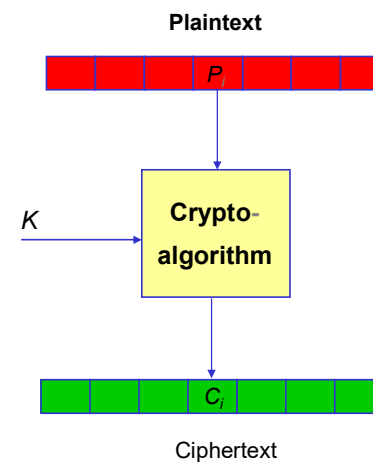 Plaintext
Pi
K
Crypto-
algorithm
Ci
Ciphertext